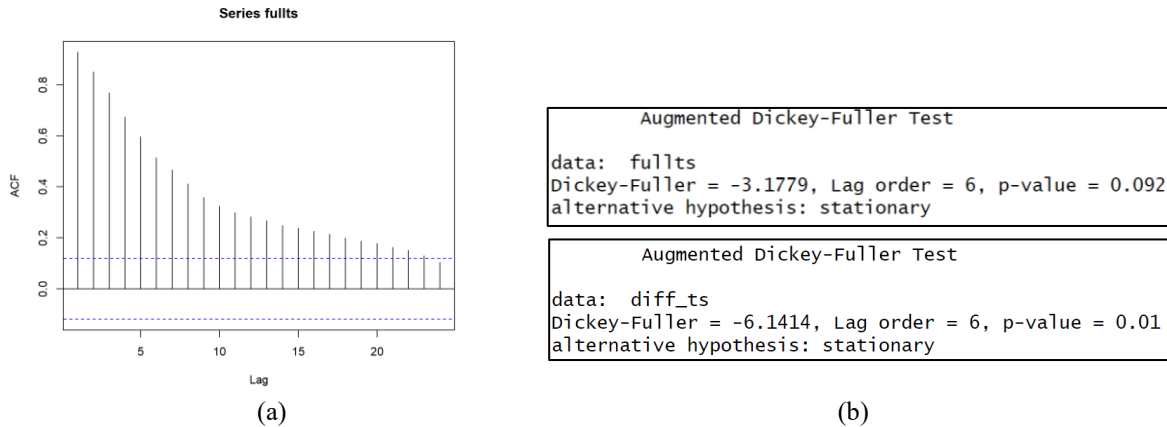 Series fullts
ACF
0.0
0.2
0.4
0.6
0.8
5
10
15
20
Lag
(a)
Augmented Dickey-Fuller Test
data: fullts
Dickey-Fuller = -3.1779, Lag order = 6, p-value = 0.092
alternative hypothesis: stationary
Augmented Dickey-Fuller Test
data: diff_ts
Dickey-Fuller = -6.1414, Lag order = 6, p-value = 0.01
alternative hypothesis: stationary
(b)